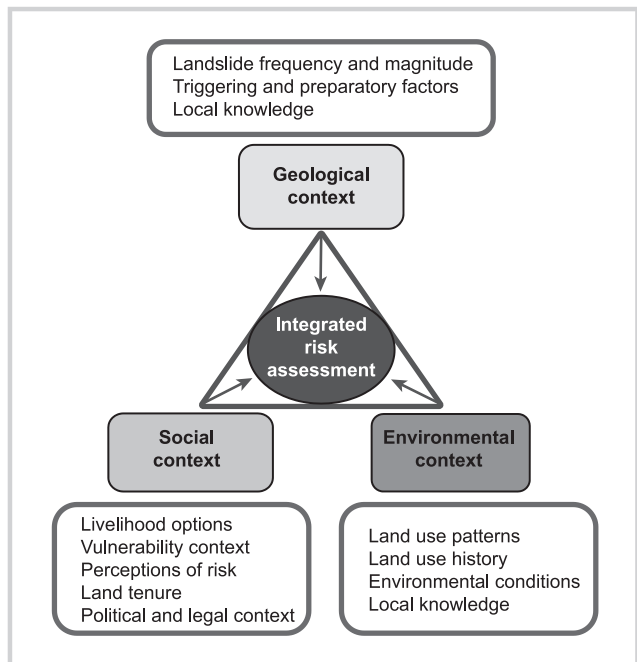 Landslide frequency and magnitude
Triggering and preparatory factors
Local knowledge
Geological
context
Integrated
risk
assessment
Social
context
Environmental
context
Livelihood options
Vulnerability context
Perceptions of risk
Land tenure
Political and legal context
Land use patterns
Land use history
Environmental conditions
Local knowledge